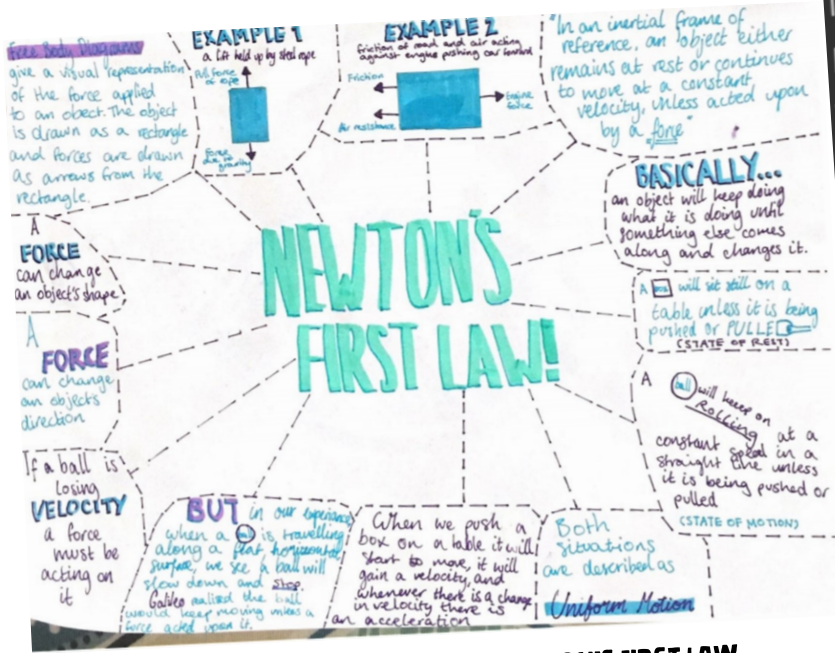 Free Body Diagrams
give a visual representation
of the force applied
to an obect. The object
is drawn as a rectangle
and forces are drawn
as arrows from the
rectangle.
EXAMPLE 1
a lift held up by steel rope
Pull force
of rope
Force
due to
gravity
EXAMPLE 2
friction of road and air acting
against engine pushing car forward
Friction
Engine
force
Air resistance
"In an inertial frame of
reference, an object either
remains at rest or continues
to move at a constant
velocity, unless acted upon
by a force"
BASICALLY...
an object will keep doing
what it is doing until
something else comes
along and changes it.
A box will sit still on a
table unless it is being
pushed or PULLED
(STATE OF REST)
A ball will keep on
Rolling at a
constant speed in a
straight line unless
it is being pushed or
pulled
(STATE OF MOTION)
NEWTON'S
FIRST LAW!
A
FORCE
can change
an object's shape
A
FORCE
can change
an object's
direction
If a ball is
losing
VELOCITY
a force
must be
acting on
it
BUT in our experience
when a ball is travelling
along a flat horizontal
surface, we see a ball will
slow down and stop.
Galileo realised the ball
would keep moving unless a
force acted upon it.
When we push a
box on a table it will
start to move, it will
gain a velocity, and
whenever there is a change
in velocity there is
an acceleration
Both
situations
are described as
Uniform Motion
FIRST LAW